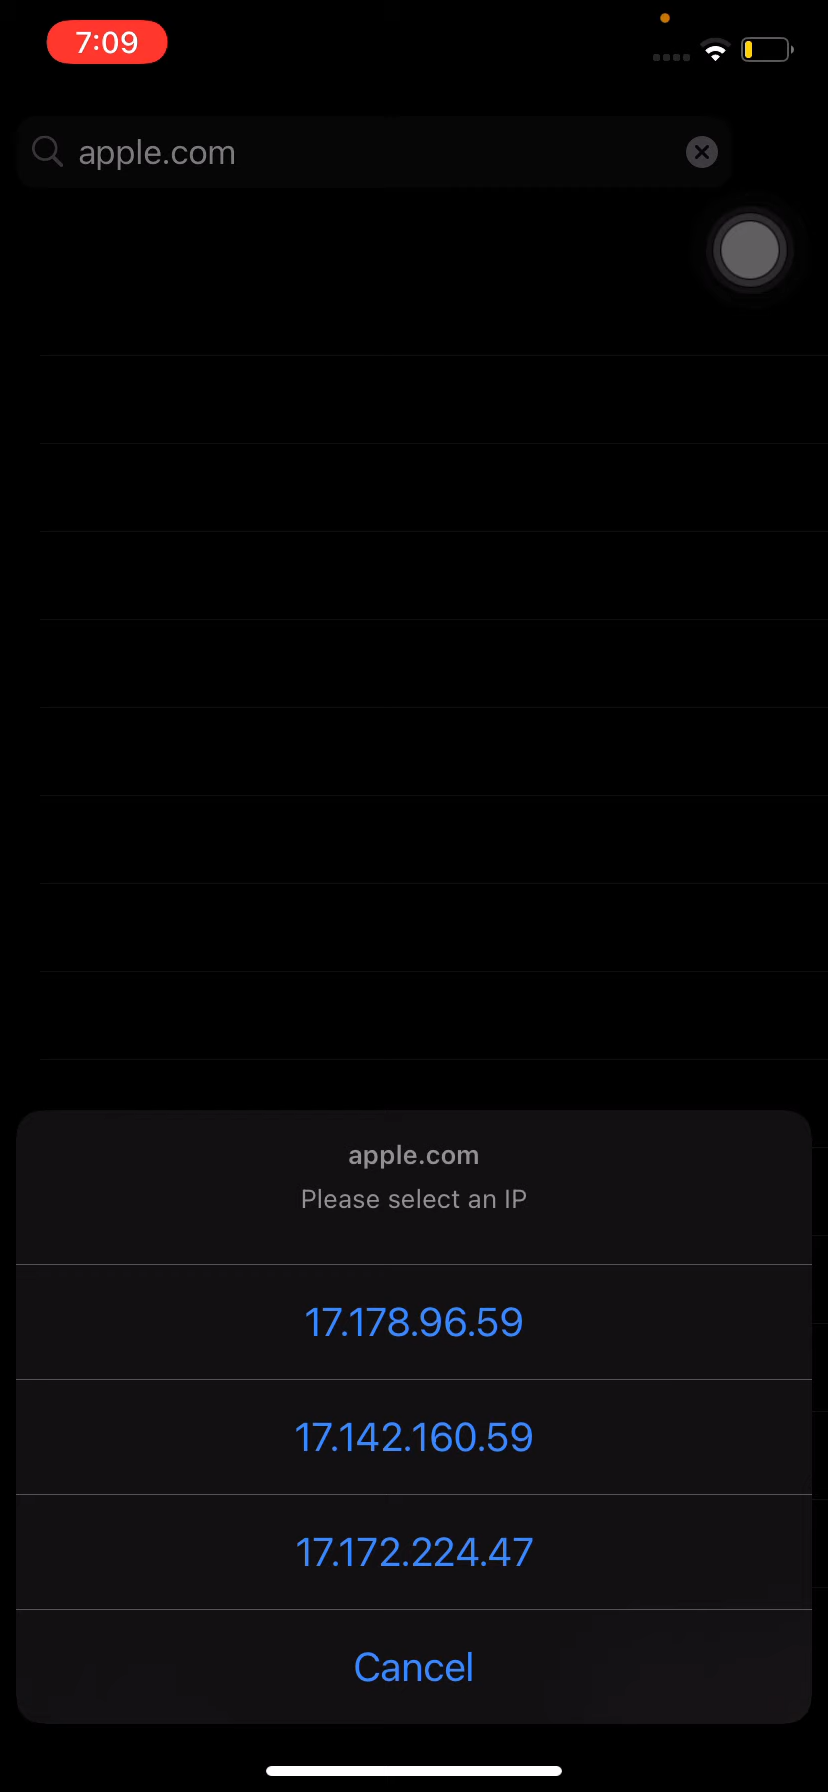 7:09
apple.com
apple.com
Please select an IP
17.178.96.59
17.142.160.59
17.172.224.47
Cancel